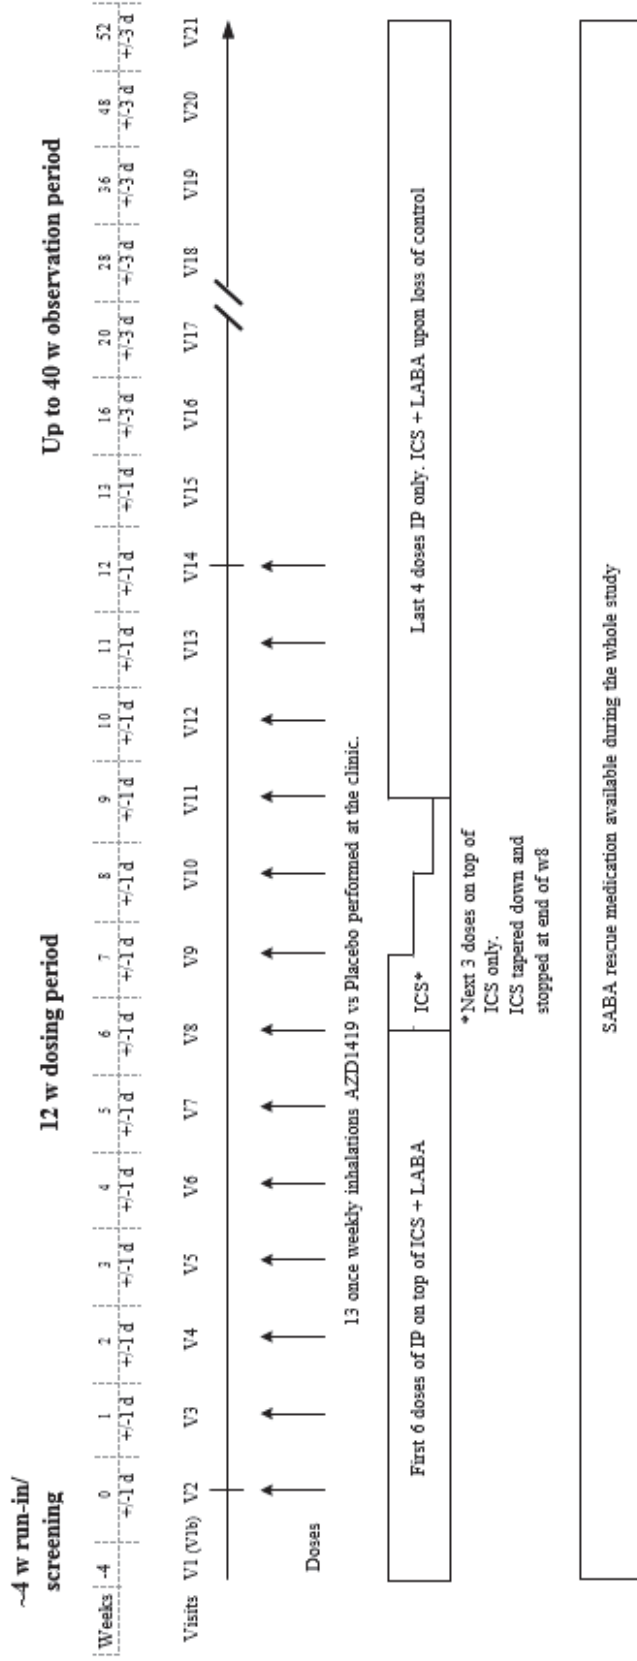 ~4 w run-in/
screening
12 w dosing period
Up to 40 w observation period
Weeks -4 0 1 2 3 4 5 6 7 8 9 10 11 12 13 16 20 28 36 48 52
+/-1 d +/-1 d +/-1 d +/-1 d +/-1 d +/-1 d +/-1 d +/-1 d +/-1 d +/-1 d +/-1 d +/-1 d +/-1 d +/-1 d +/-3 d +/-3 d +/-3 d +/-3 d +/-3 d +/-3 d
Visits V1 (V1b) V2 V3 V4 V5 V6 V7 V8 V9 V10 V11 V12 V13 V14 V15 V16 V17 V18 V19 V20 V21
Doses
13 once weekly inhalations AZD1419 vs Placebo performed at the clinic.
First 6 doses of IP on top of ICS + LABA
ICS*
Last 4 doses IP only. ICS + LABA upon loss of control
*Next 3 doses on top of
ICS only.
ICS tapered down and
stopped at end of w8
SABA rescue medication available during the whole study